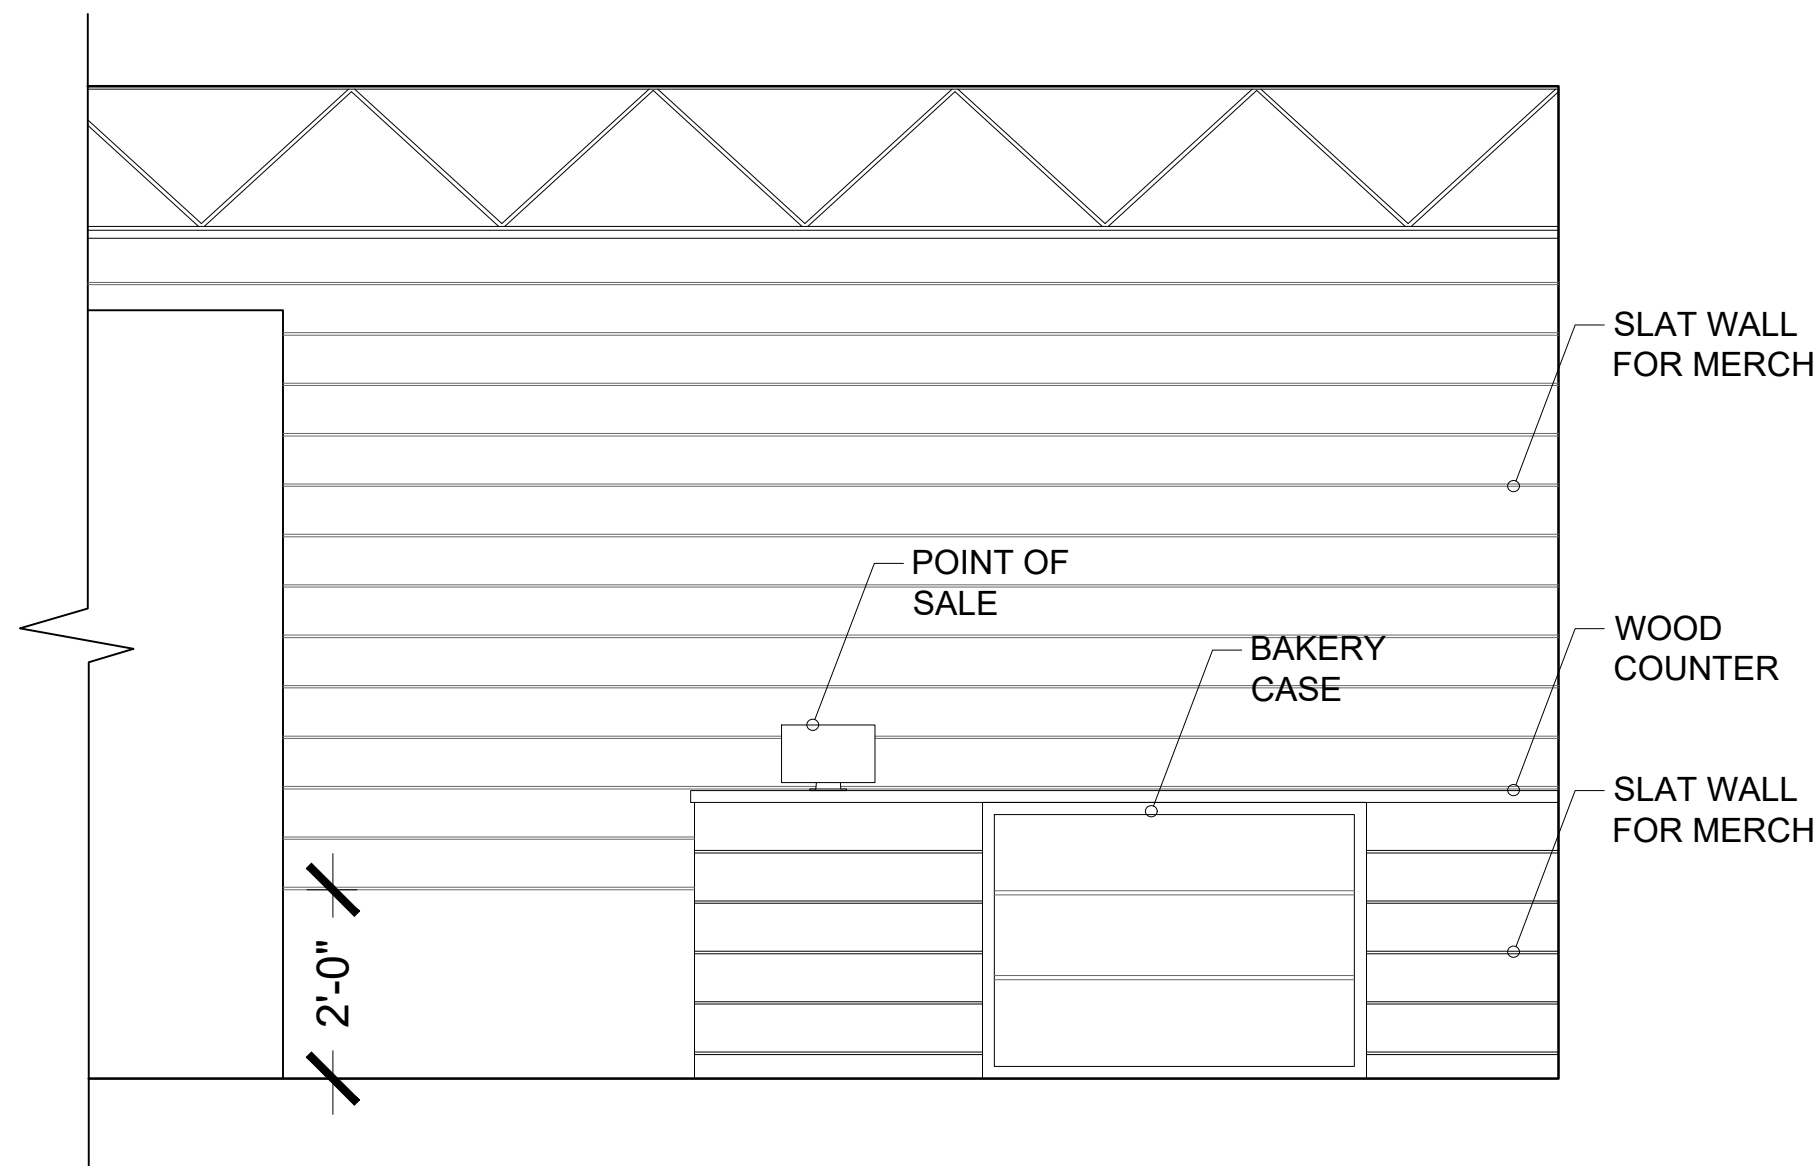 SLAT WALL
FOR MERCH
POINT OF
SALE
WOOD
COUNTER
BAKERY
CASE
SLAT WALL
FOR MERCH
2'-0"